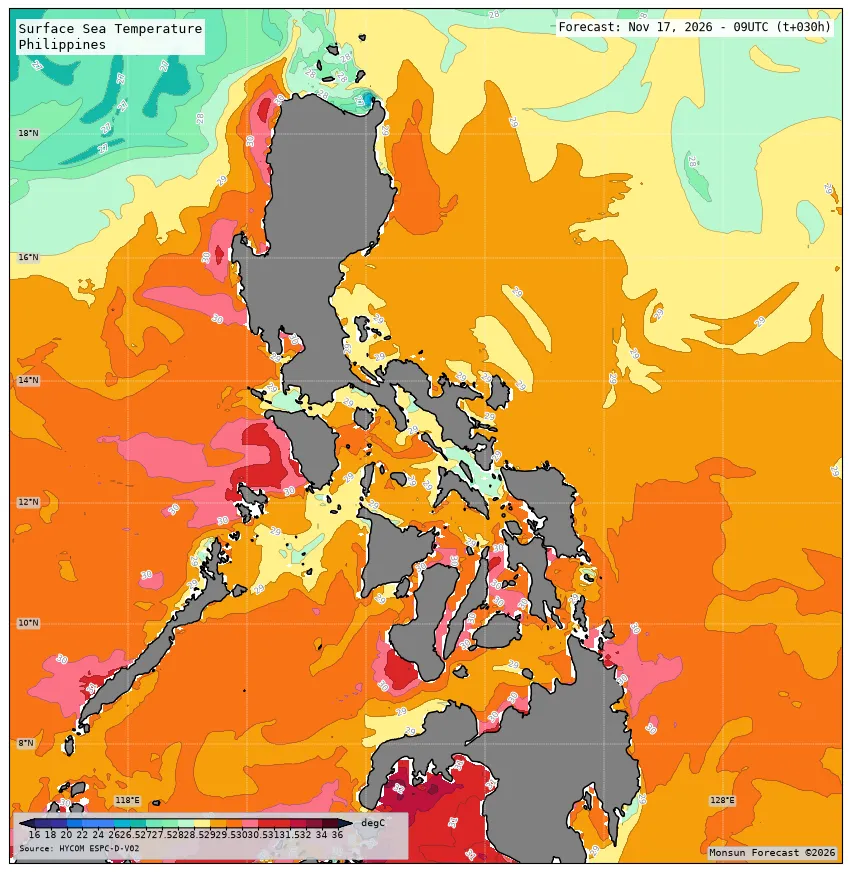 Surface Sea Temperature
Philippines
Forecast: Nov 17, 2026 - 09UTC (t+030h)
18°N
16°N
14°N
12°N
10°N
8°N
118°E
128°E
degC
16 18 20 22 24 26 26.5 27 27.5 28 28.5 29 29.5 30 30.5 31 31.5 32 34 36
Source: HYCOM ESPC-D-V02
Monsun Forecast ©2026